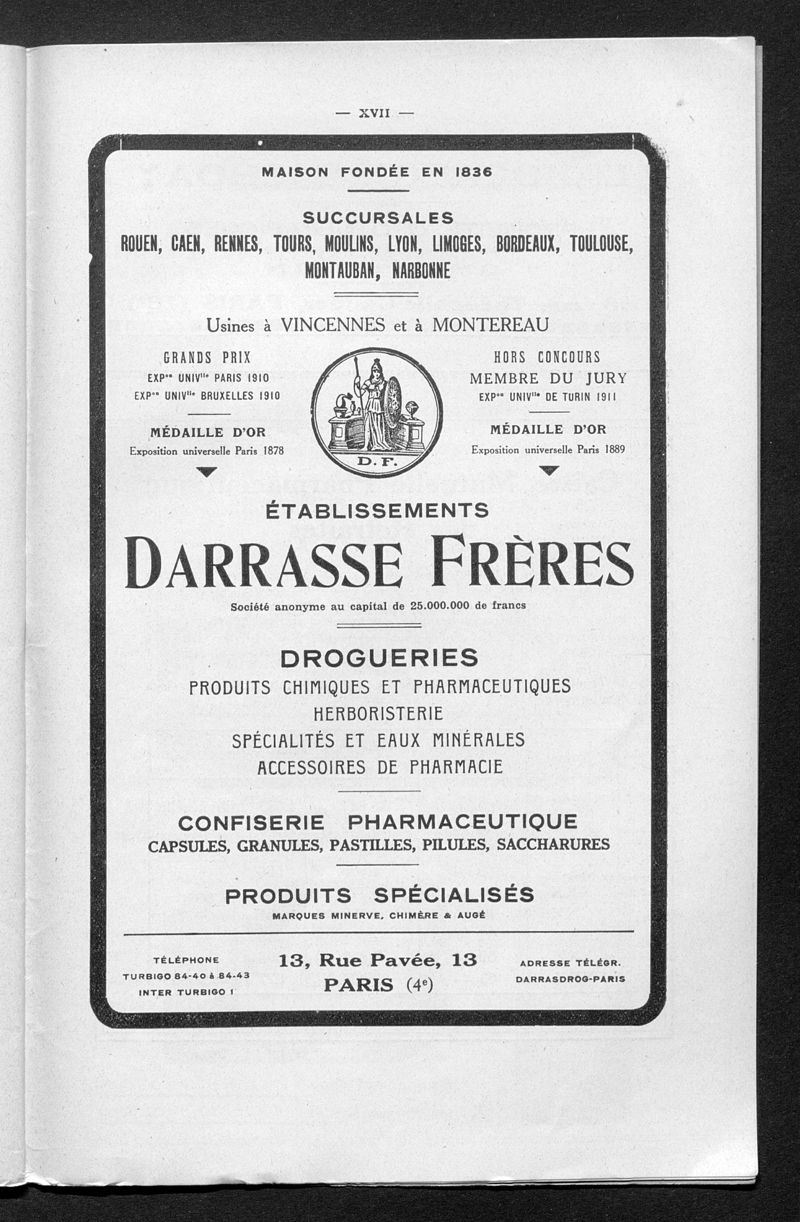 — XVII —
MAISON FONDÉE EN 1836
SUCCURSALES
ROUEN, CAEN, RENNES, TOURS, MOULINS, LYON, LIMOGES, BORDEAUX, TOULOUSE,
MONTAUBAN, NARBONNE
Usines à VINCENNES et à MONTEREAU
GRANDS PRIX
EXPᵒⁿ UNIVˡˡᵉ PARIS 1910
EXPᵒⁿ UNIVˡˡᵉ BRUXELLES 1910
MÉDAILLE D'OR
Exposition universelle Paris 1878
D. F.
HORS CONCOURS
MEMBRE DU JURY
EXPᵒⁿ UNIVˡˡᵉ DE TURIN 1911
MÉDAILLE D'OR
Exposition universelle Paris 1889
ÉTABLISSEMENTS
DARRASSE FRÈRES
Société anonyme au capital de 25.000.000 de francs
DROGUERIES
PRODUITS CHIMIQUES ET PHARMACEUTIQUES
HERBORISTERIE
SPÉCIALITÉS ET EAUX MINÉRALES
ACCESSOIRES DE PHARMACIE
CONFISERIE PHARMACEUTIQUE
CAPSULES, GRANULES, PASTILLES, PILULES, SACCHARURES
PRODUITS SPÉCIALISÉS
MARQUES MINERVE, CHIMÈRE & AUGÉ
TÉLÉPHONE
TURBIGO 84-40 à 84-43
INTER TURBIGO 1
13, Rue Pavée, 13
PARIS (4ᵉ)
ADRESSE TÉLÉGR.
DARRASDROG-PARIS